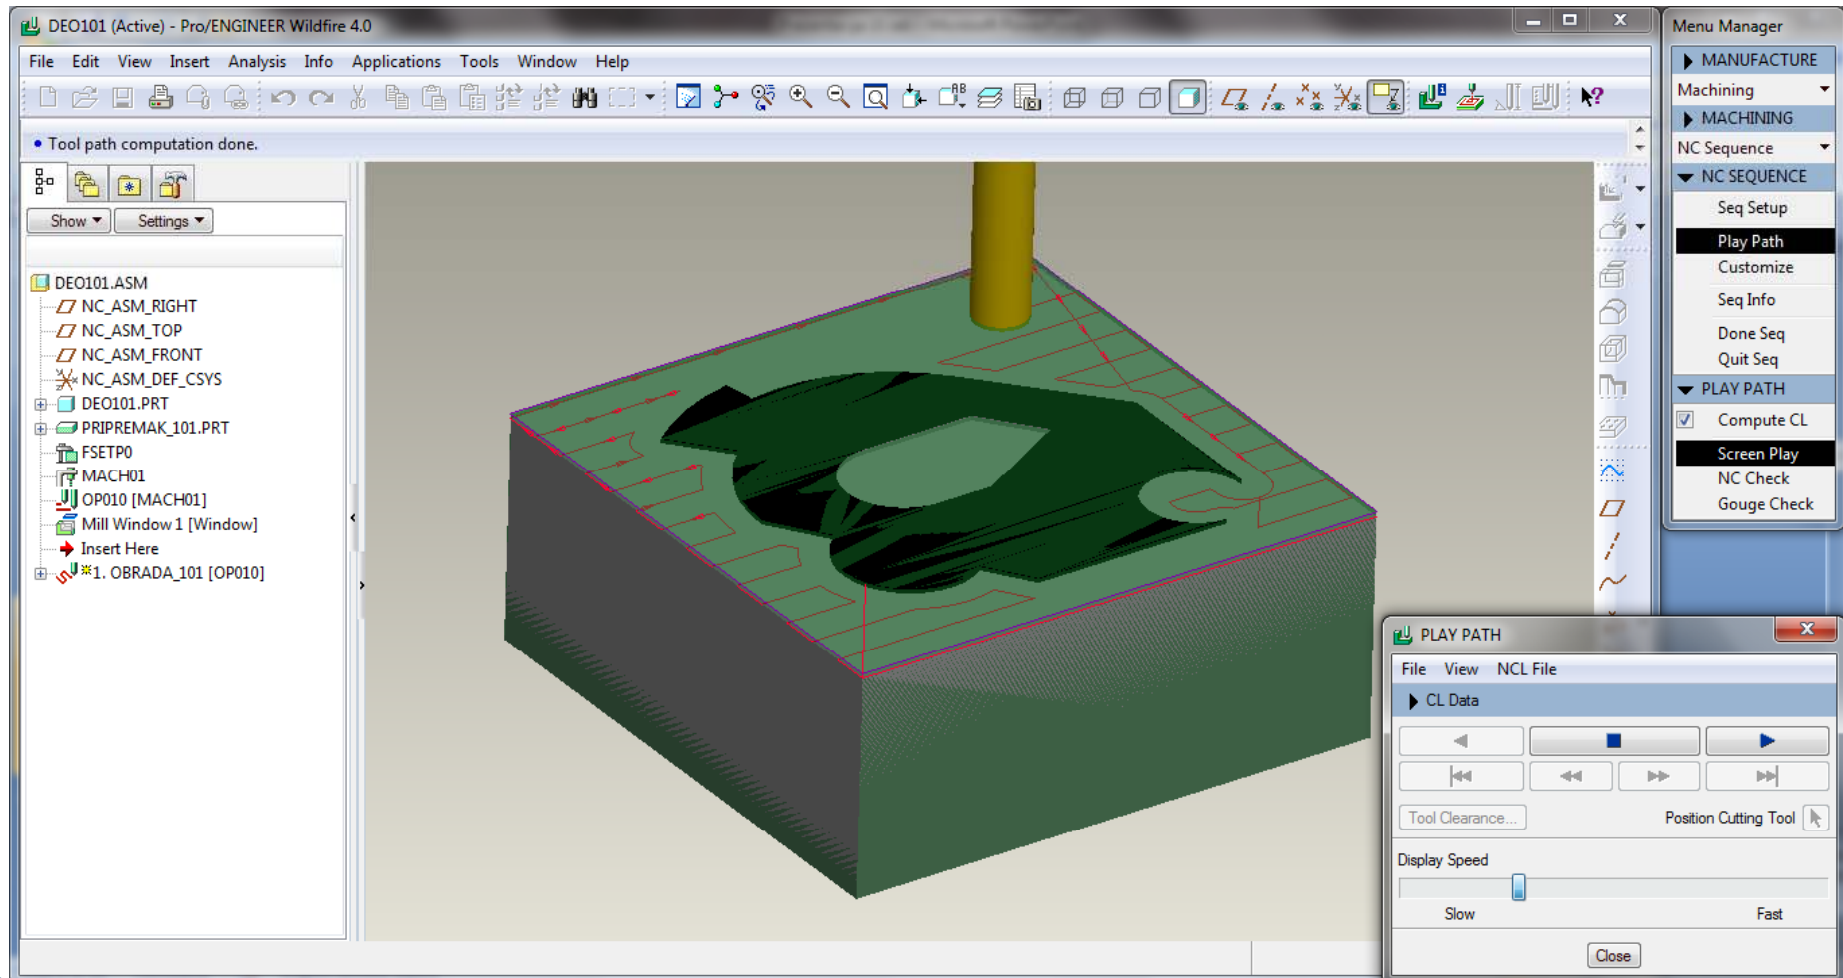 DEO101 (Active) - Pro/ENGINEER Wildfire 4.0
File Edit View Insert Analysis Info Applications Tools Window Help
Tool path computation done.
Show Settings
DEO101.ASM
NC_ASM_RIGHT
NC_ASM_TOP
NC_ASM_FRONT
NC_ASM_DEF_CSYS
DEO101.PRT
PRIPREMAK_101.PRT
FSETP0
MACH01
OP010 [MACH01]
Mill Window 1 [Window]
Insert Here
1. OBRADA_101 [OP010]
Menu Manager
MANUFACTURE
Machining
MACHINING
NC Sequence
NC SEQUENCE
Seq Setup
Play Path
Customize
Seq Info
Done Seq
Quit Seq
PLAY PATH
Compute CL
Screen Play
NC Check
Gouge Check
PLAY PATH
File View NCL File
CL Data
Tool Clearance...
Position Cutting Tool
Display Speed
Slow Fast
Close